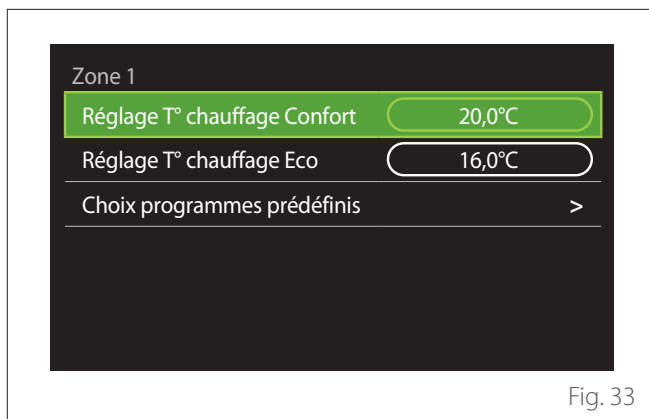 Zone 1
Réglage T° chauffage Confort 20,0°C
Réglage T° chauffage Eco 16,0°C
Choix programmes prédéfinis >
Fig. 33